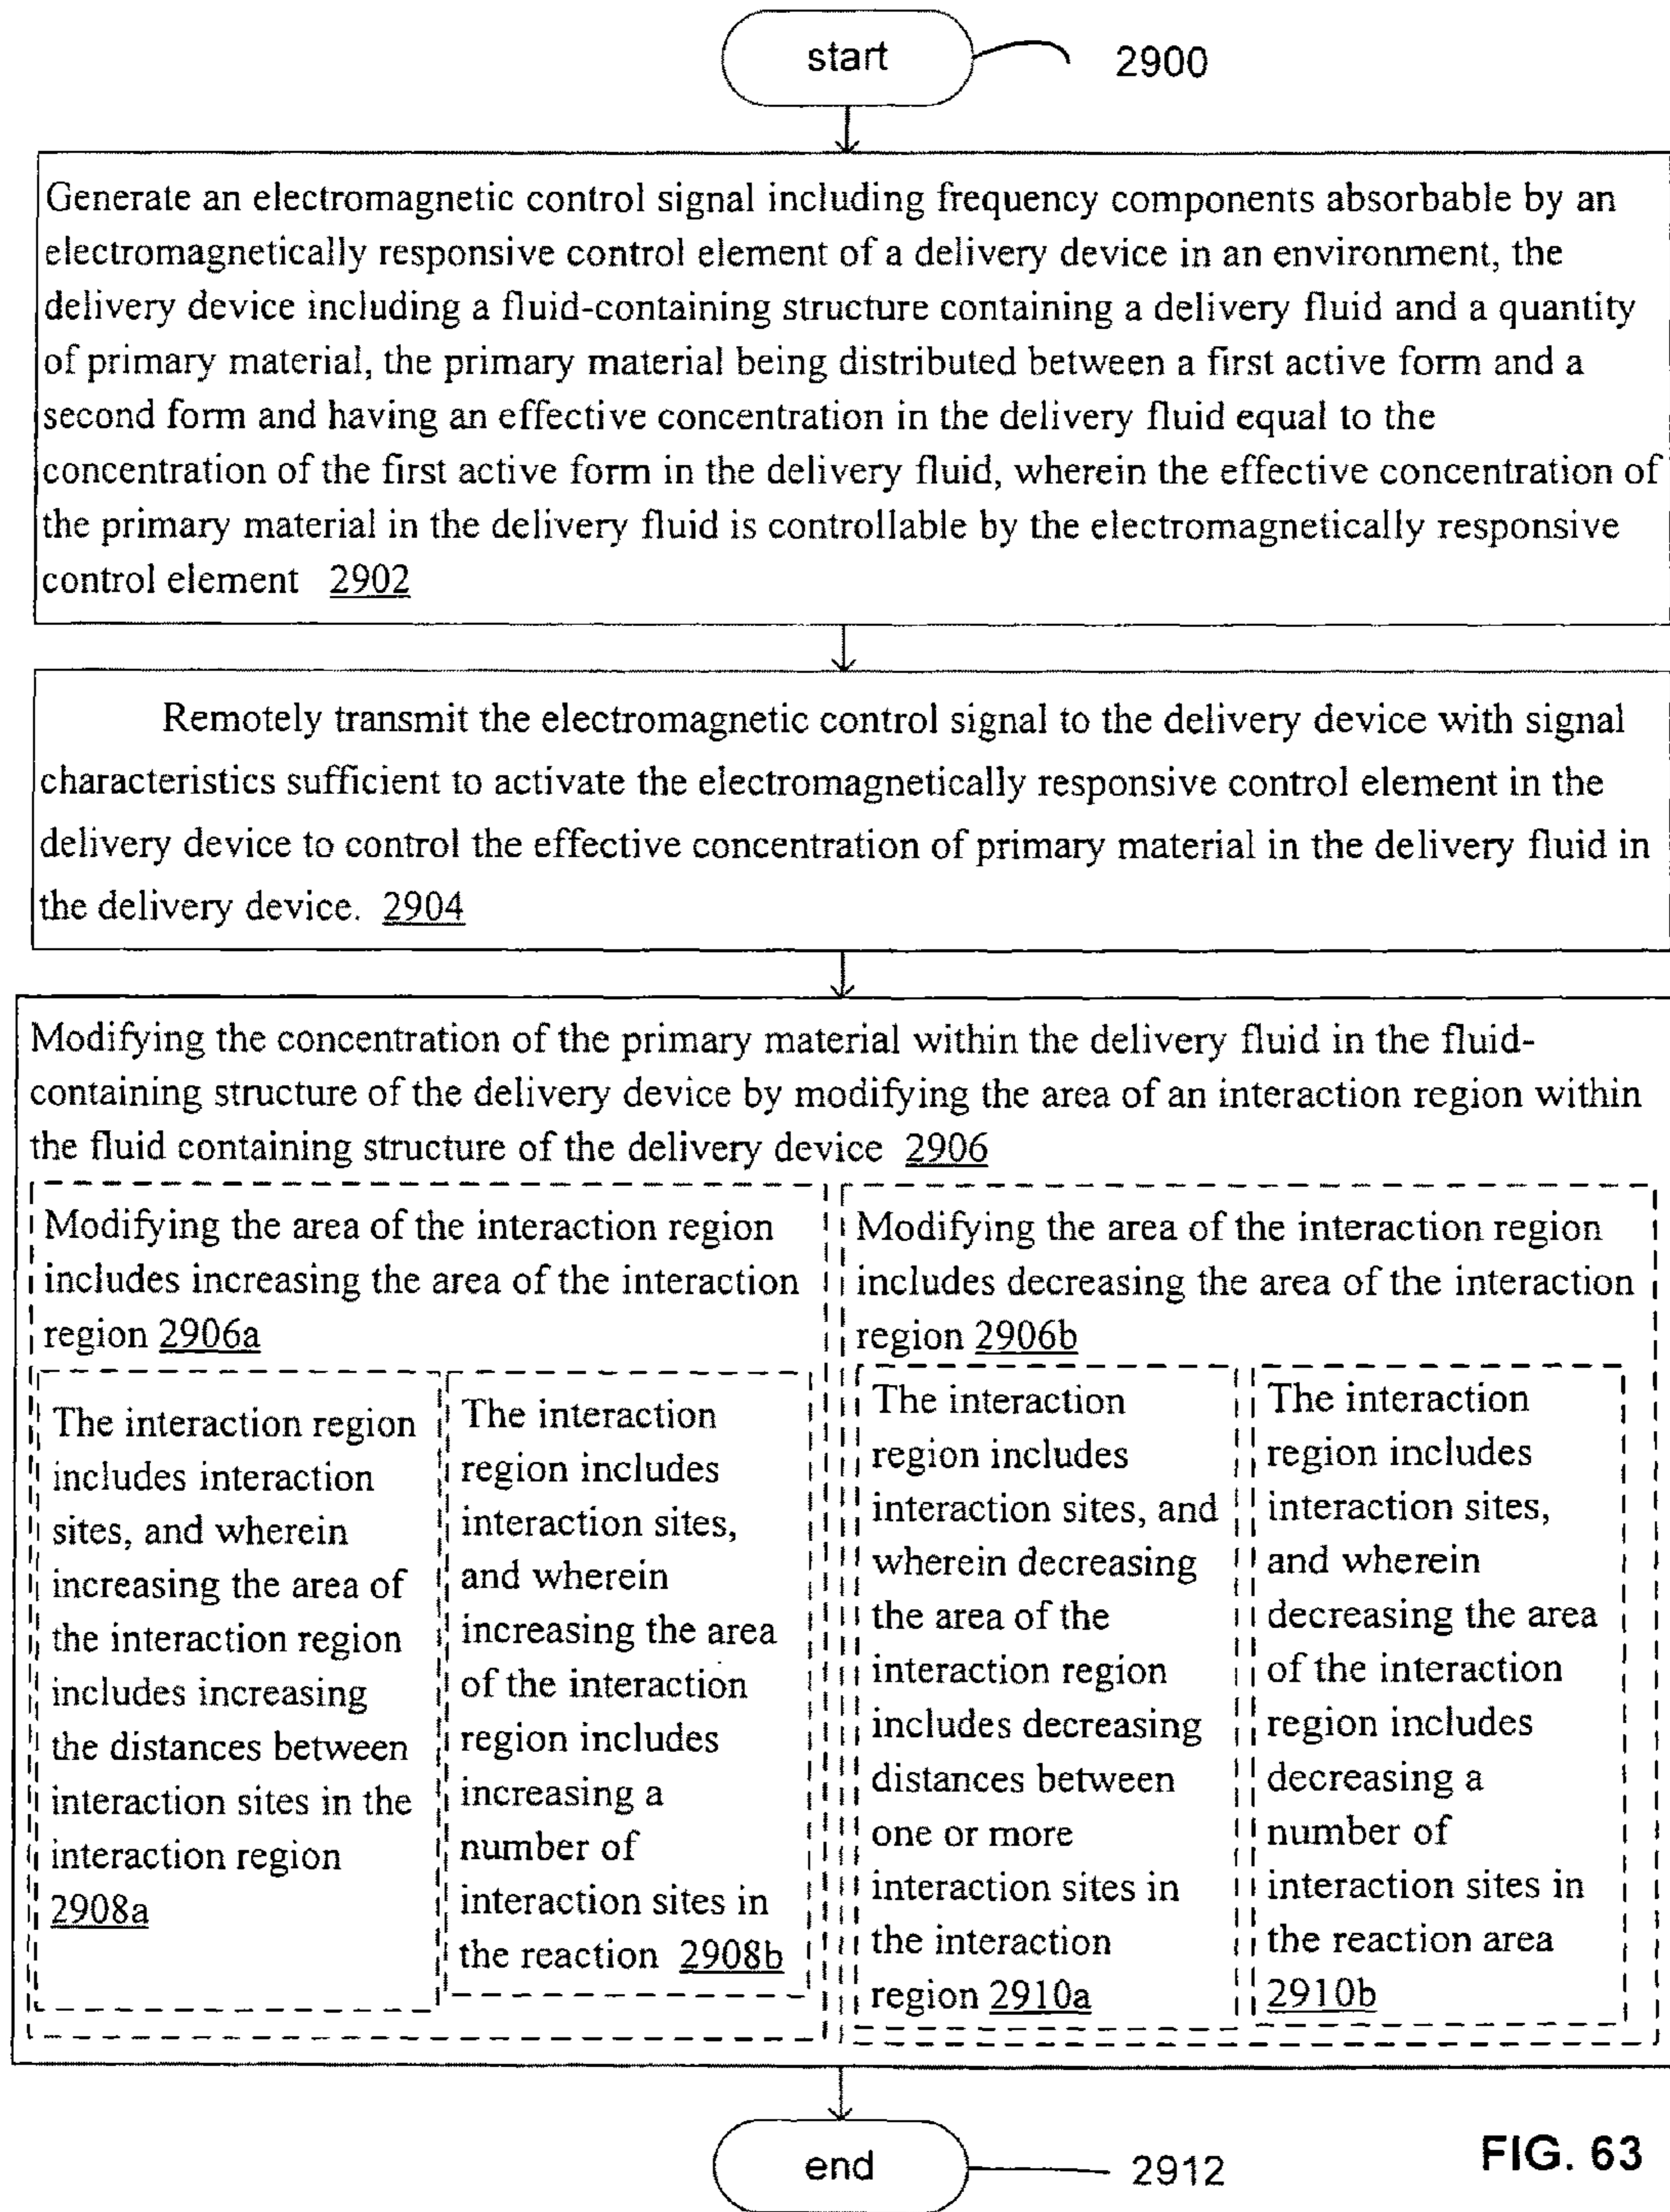 start
2900
Generate an electromagnetic control signal including frequency components absorbable by an
electromagnetically responsive control element of a delivery device in an environment, the
delivery device including a fluid-containing structure containing a delivery fluid and a quantity
of primary material, the primary material being distributed between a first active form and a
second form and having an effective concentration in the delivery fluid equal to the
concentration of the first active form in the delivery fluid, wherein the effective concentration of
the primary material in the delivery fluid is controllable by the electromagnetically responsive
control element 2902
Remotely transmit the electromagnetic control signal to the delivery device with signal
characteristics sufficient to activate the electromagnetically responsive control element in the
delivery device to control the effective concentration of primary material in the delivery fluid in
the delivery device. 2904
Modifying the concentration of the primary material within the delivery fluid in the fluid-
containing structure of the delivery device by modifying the area of an interaction region within
the fluid containing structure of the delivery device 2906
Modifying the area of the interaction region
includes increasing the area of the interaction
region 2906a
The interaction region
includes interaction
sites, and wherein
increasing the area of
the interaction region
includes increasing
the distances between
interaction sites in the
interaction region
2908a
The interaction
region includes
interaction sites,
and wherein
increasing the area
of the interaction
region includes
increasing a
number of
interaction sites in
the reaction 2908b
Modifying the area of the interaction region
includes decreasing the area of the interaction
region 2906b
The interaction
region includes
interaction sites, and
wherein decreasing
the area of the
interaction region
includes decreasing
distances between
one or more
interaction sites in
the interaction
region 2910a
The interaction
region includes
interaction sites,
and wherein
decreasing the area
of the interaction
region includes
decreasing a
number of
interaction sites in
the reaction area
2910b
end
2912
FIG. 63